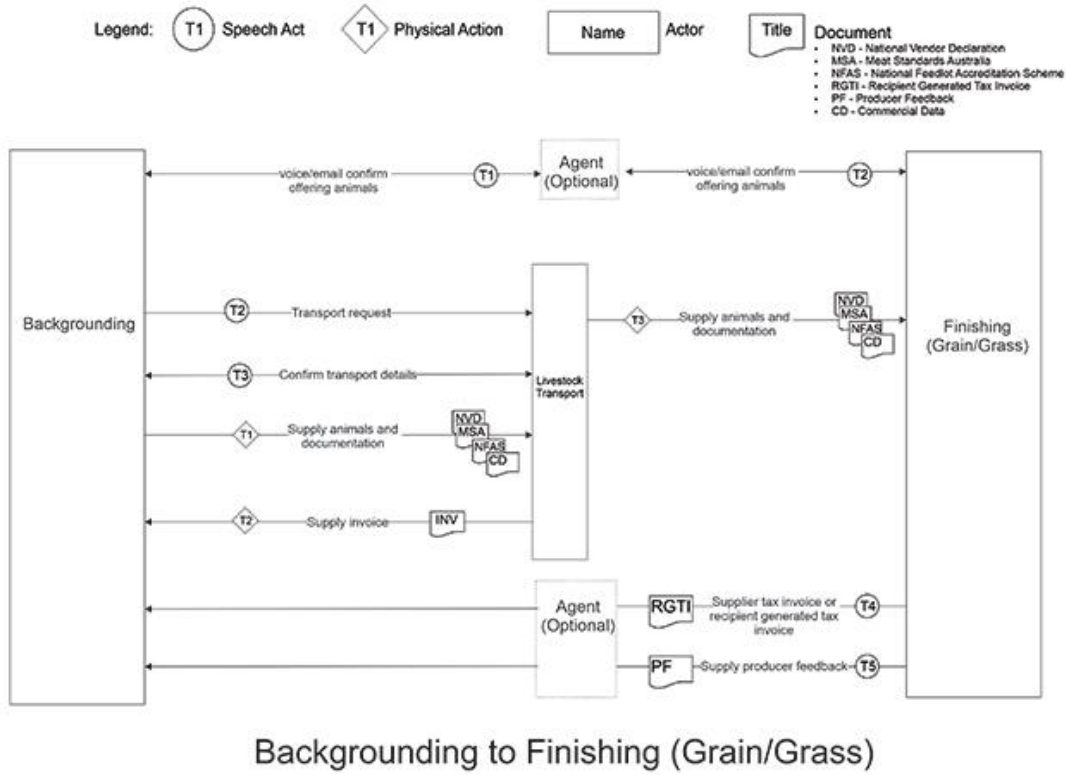 Legend: T1 Speech Act T1 Physical Action Name Actor Title Document
• NVD - National Vendor Declaration
• MSA - Meat Standards Australia
• NFAS - National Feedlot Accreditation Scheme
• RGTI - Recipient Generated Tax Invoice
• PF - Producer Feedback
• CD - Commercial Data
voice/email confirm
offering animals
T1
Agent
(Optional)
voice/email confirm
offering animals
T2
Backgrounding
T2 Transport request
T3 Confirm transport details
T1 Supply animals and
documentation
NVD
MSA
NFAS
CD
T2 Supply invoice INV
Livestock
Transport
T3 Supply animals and
documentation
NVD
MSA
NFAS
CD
Finishing
(Grain/Grass)
Agent
(Optional)
RGTI
Supplier tax invoice or
recipient generated tax
invoice
T4
PF Supply producer feedback T5
Backgrounding to Finishing (Grain/Grass)